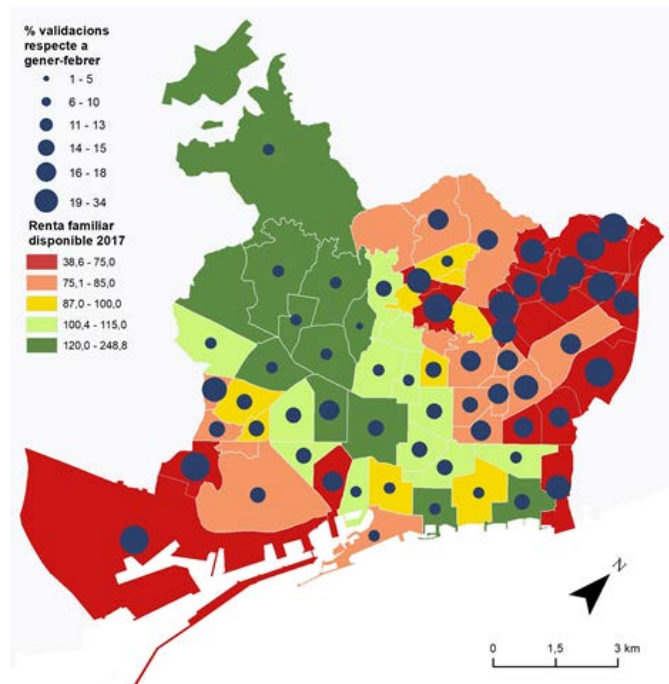 % validacions
respecte a
gener-febrer
1 - 5
6 - 10
11 - 13
14 - 15
16 - 18
19 - 34
Renta familiar
disponible 2017
38,6 - 75,0
75,1 - 85,0
87,0 - 100,0
100,4 - 115,0
120,0 - 248,8
N
0 1,5 3 km